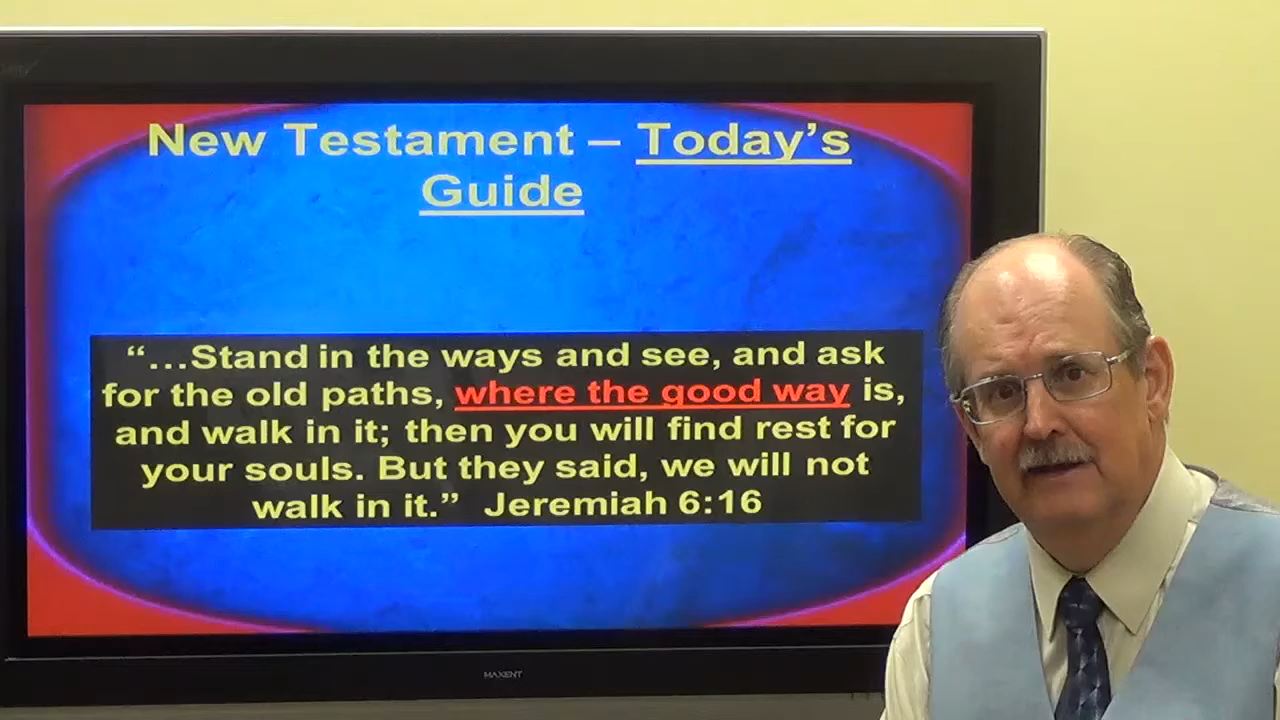 New Testament – Today’s
Guide
“…Stand in the ways and see, and ask
for the old paths, where the good way is,
and walk in it; then you will find rest for
your souls. But they said, we will not
walk in it.” Jeremiah 6:16
MAXENT